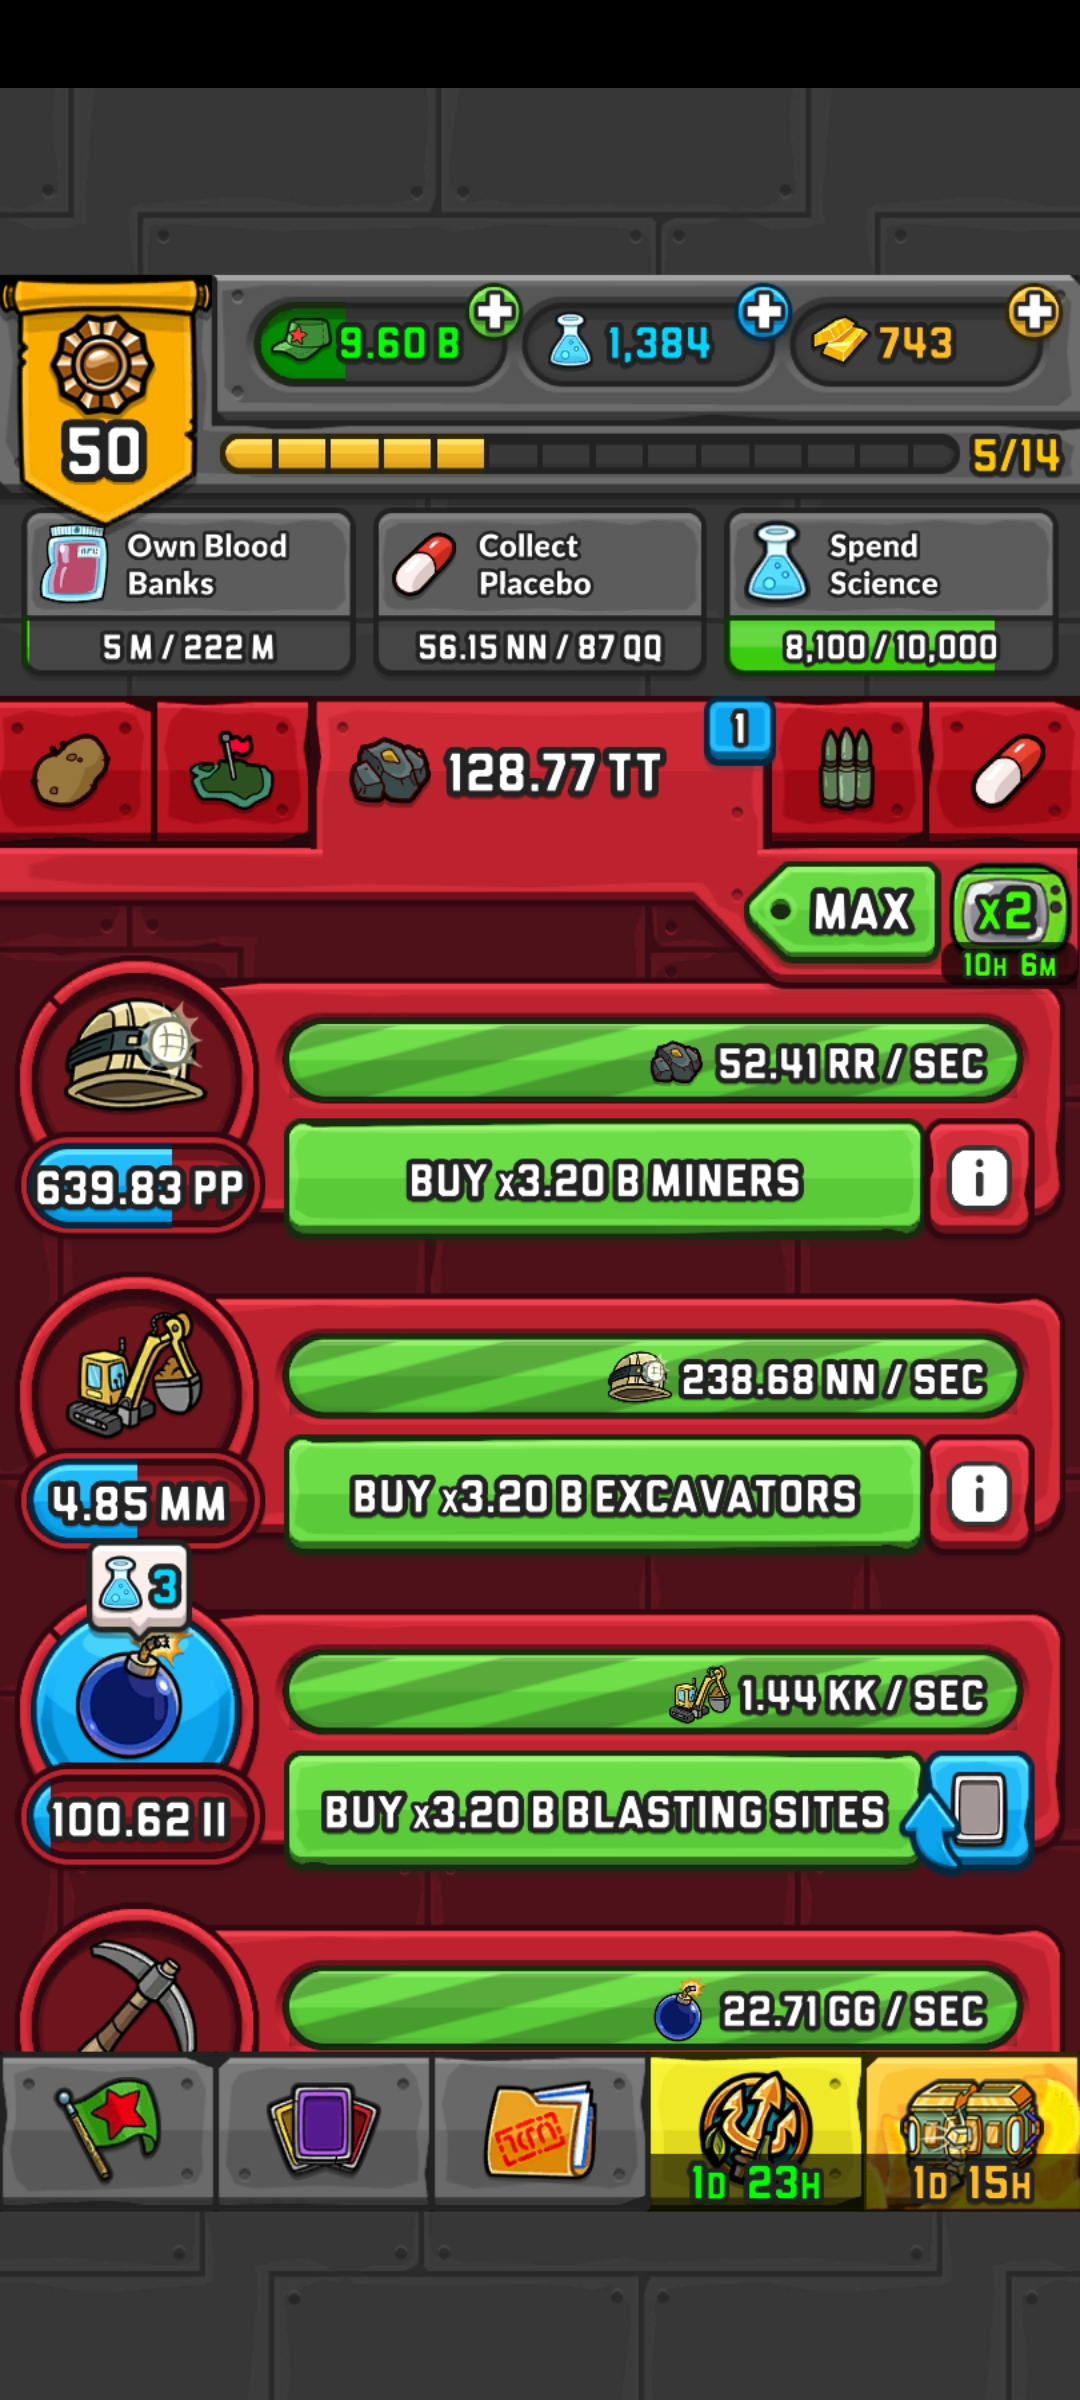 50
9.60 B
1,384
743
5/14
Own Blood
Banks
5 M / 222 M
Collect
Placebo
56.15 NN / 87 QQ
Spend
Science
8,100 / 10,000
128.77 TT
1
MAX
x2
10H 6M
52.41 RR / SEC
639.83 PP
BUY x3.20 B MINERS
i
238.68 NN / SEC
4.85 MM
BUY x3.20 B EXCAVATORS
i
3
1.44 KK / SEC
100.62 II
BUY x3.20 B BLASTING SITES
22.71 GG / SEC
1D 23H
1D 15H